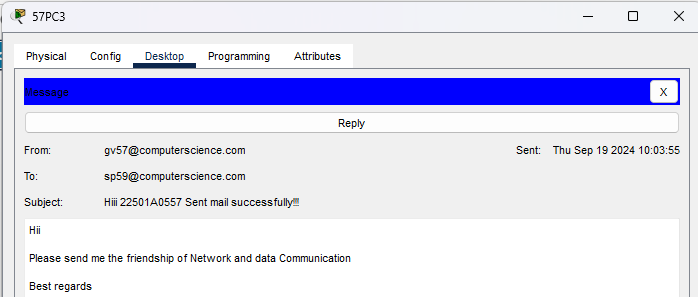 57PC3
Physical Config Desktop Programming Attributes
Message
X
Reply
From: gv57@computerscience.com Sent: Thu Sep 19 2024 10:03:55
To: sp59@computerscience.com
Subject: Hiii 22501A0557 Sent mail successfully!!!
Hii
Please send me the friendship of Network and data Communication
Best regards